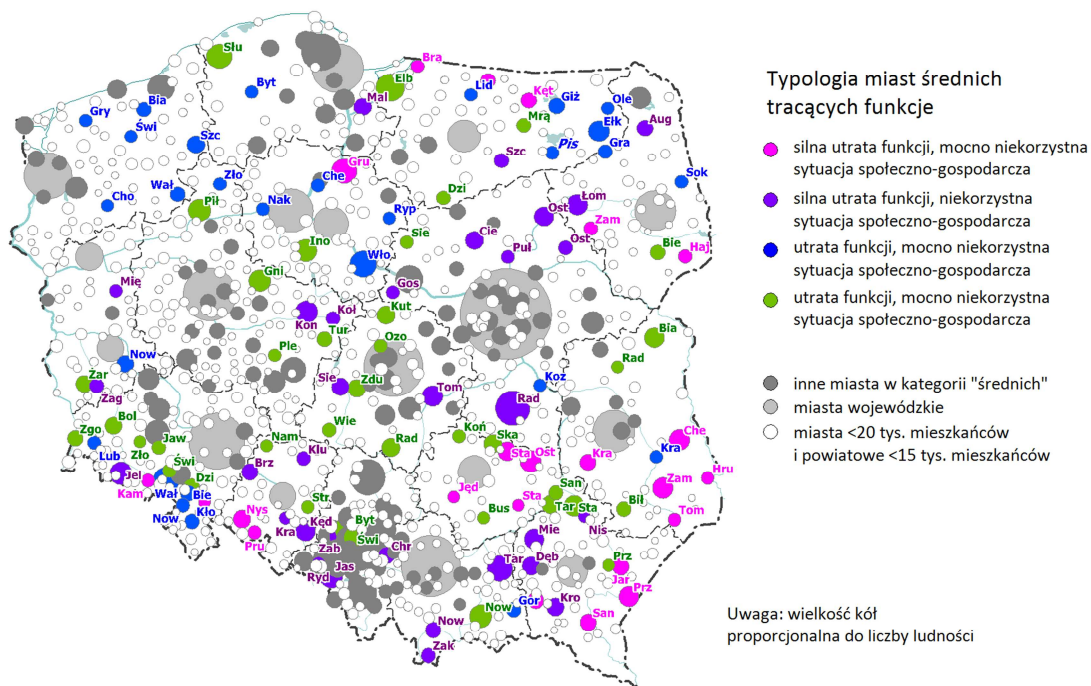 Typologia miast średnich
tracących funkcje
silna utrata funkcji, mocno niekorzystna
sytuacja społeczno-gospodarcza
silna utrata funkcji, niekorzystna
sytuacja społeczno-gospodarcza
utrata funkcji, mocno niekorzystna
sytuacja społeczno-gospodarcza
utrata funkcji, mocno niekorzystna
sytuacja społeczno-gospodarcza
inne miasta w kategorii "średnich"
miasta wojewódzkie
miasta <20 tys. mieszkańców
i powiatowe <15 tys. mieszkańców
Uwaga: wielkość kół
proporcjonalna do liczby ludności
Słu
Bra
Elb
Byt
Lid
Kęt
Giż
Ole
Bia
Mal
Gry
Mrą
Ełk
Aug
Świ
Szc
Szc
Pis
Gra
Gru
Zło
Che
Sok
Wał
Cho
Pił
Nak
Ryp
Dzi
Łom
Ost
Zam
Sie
Cie
Puł
Ost
Bie
Haj
Ino
Wło
Gni
Mię
Gos
Kon
Koł
Kut
Tur
Ozo
Bia
Ple
Rad
Now
Żar
Żag
Sie
Zdu
Tom
Koz
Rad
Bol
Wie
Zgo
Jaw
Nam
Rad
Koń
Ska
Che
Lub
Zło
Klu
Sta
Ost
Kra
Kra
Świ
Brz
Jel
Kam
Dzi
Hru
Wał
Bie
Str
Jęd
Sta
Sań
Zam
Kło
Now
Nys
Bus
Tar
Sta
Bił
Tom
Pru
Kra
Kęd
Byt
Świ
Nis
Zab
Chr
Mie
Ryd
Jas
Tar
Dęb
Prz
Jar
Prz
Gór
Kro
Now
San
Now
Zak